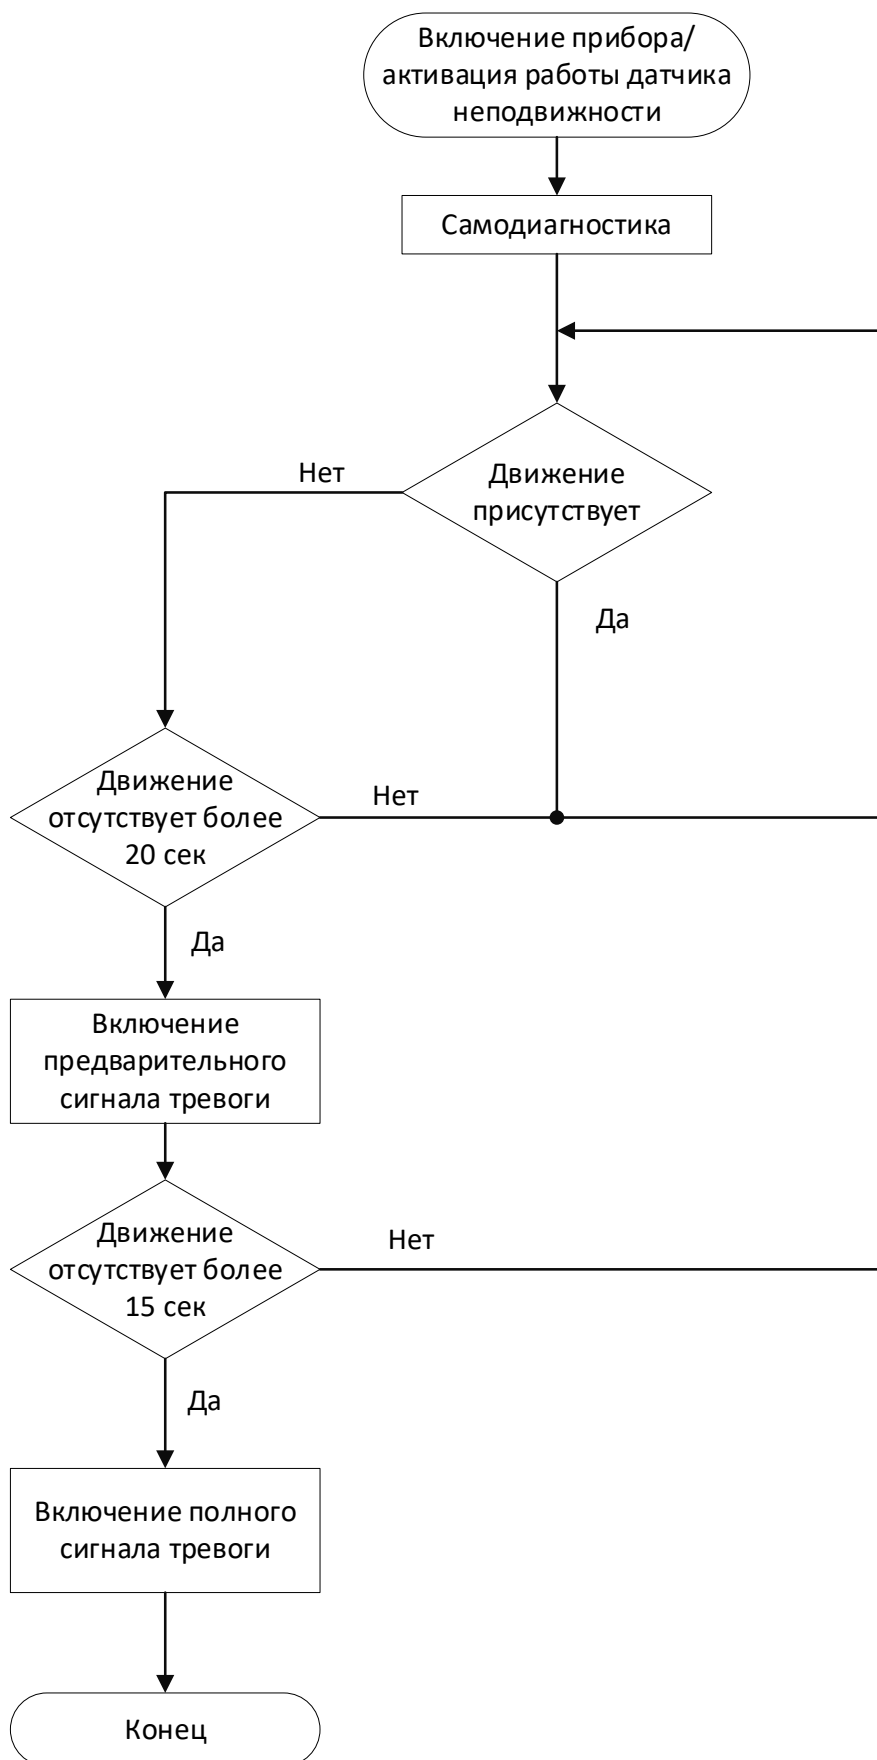 Включение прибора/
активация работы датчика
неподвижности
Самодиагностика
Нет
Движение
присутствует
Да
Движение
отсутствует более
20 сек
Нет
Да
Включение
предварительного
сигнала тревоги
Движение
отсутствует более
15 сек
Нет
Да
Включение полного
сигнала тревоги
Конец